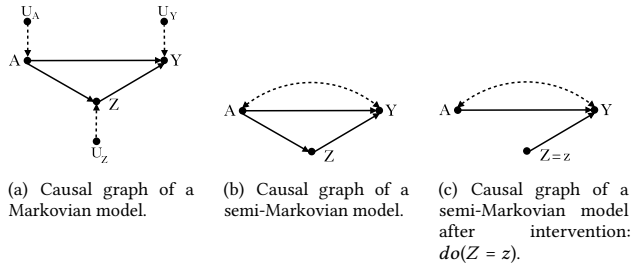 U_A
U_Y
A
Y
Z
U_Z
A
Y
Z
A
Y
Z=z
(a) Causal graph of a
Markovian model.
(b) Causal graph of a
semi-Markovian model.
(c) Causal graph of a
semi-Markovian model
after intervention:
do(Z = z).